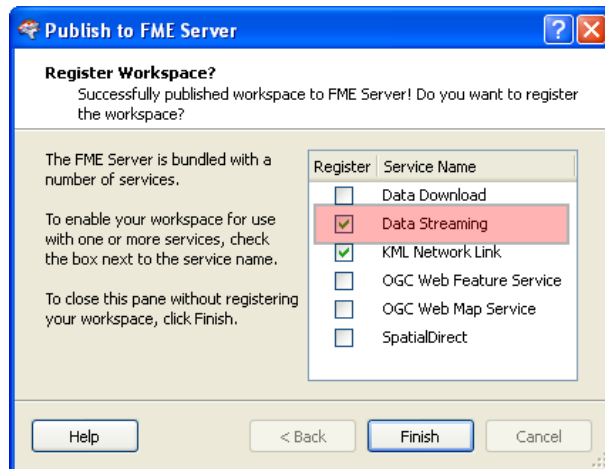 Publish to FME Server
Register Workspace?
Successfully published workspace to FME Server! Do you want to register
the workspace?
The FME Server is bundled with a
number of services.
To enable your workspace for use
with one or more services, check
the box next to the service name.
To close this pane without registering
your workspace, click Finish.
Register Service Name
Data Download
Data Streaming
KML Network Link
OGC Web Feature Service
OGC Web Map Service
SpatialDirect
Help
< Back
Finish
Cancel